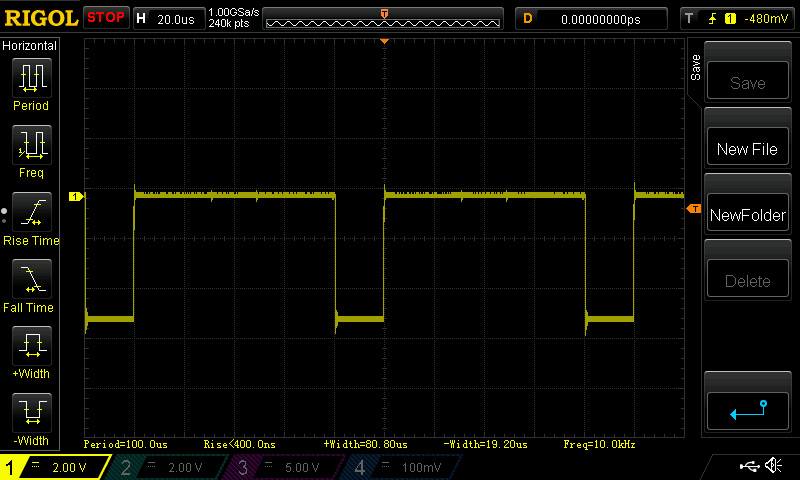 RIGOL STOP H 20.0us 1.00GSa/s 240k pts T D 0.00000000ps T 1 -480mV
Horizontal
Period
Freq
Rise Time
Fall Time
+Width
-Width
1
T
Save
Save
New File
NewFolder
Delete
Period=100.0us Rise<400.0ns +Width=80.80us -Width=19.20us Freq=10.0kHz
1 2.00 V 2 2.00 V 3 5.00 V 4 100mV